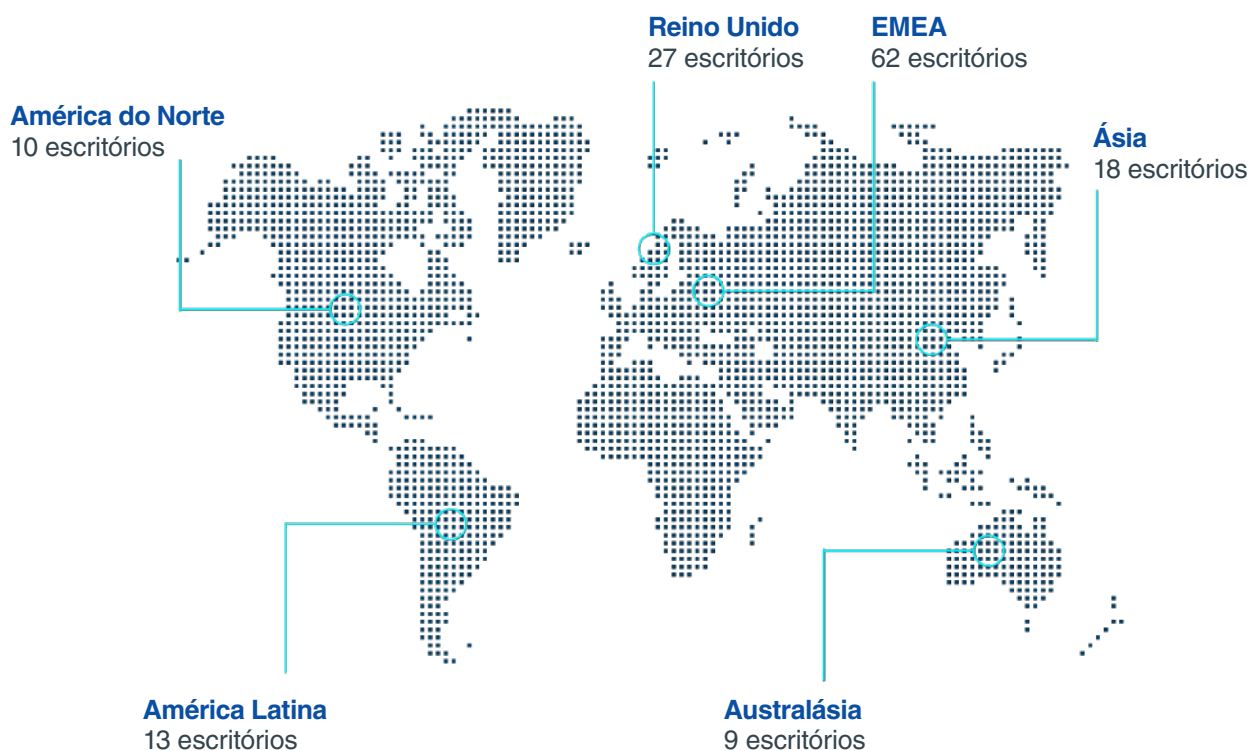 Reino Unido
27 escritórios
EMEA
62 escritórios
América do Norte
10 escritórios
Ásia
18 escritórios
América Latina
13 escritórios
Australásia
9 escritórios